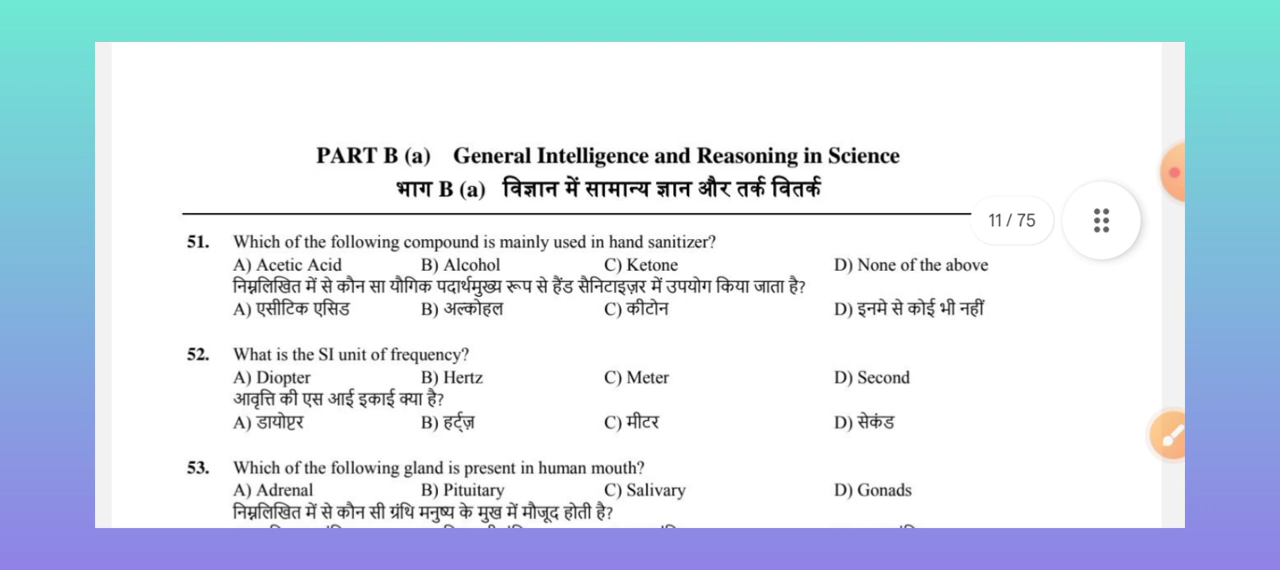 PART B (a) General Intelligence and Reasoning in Science
भाग B (a) विज्ञान में सामान्य ज्ञान और तर्क वितर्क
11 / 75
51. Which of the following compound is mainly used in hand sanitizer?
A) Acetic Acid B) Alcohol C) Ketone D) None of the above
निम्नलिखित में से कौन सा यौगिक पदार्थमुख्य रूप से हैंड सैनिटाइज़र में उपयोग किया जाता है?
A) एसीटिक एसिड B) अल्कोहल C) कीटोन D) इनमे से कोई भी नहीं
52. What is the SI unit of frequency?
A) Diopter B) Hertz C) Meter D) Second
आवृत्ति की एस आई इकाई क्या है?
A) डायोप्टर B) हर्ट्ज़ C) मीटर D) सेकंड
53. Which of the following gland is present in human mouth?
A) Adrenal B) Pituitary C) Salivary D) Gonads
निम्नलिखित में से कौन सी ग्रंथि मनुष्य के मुख में मौजूद होती है?